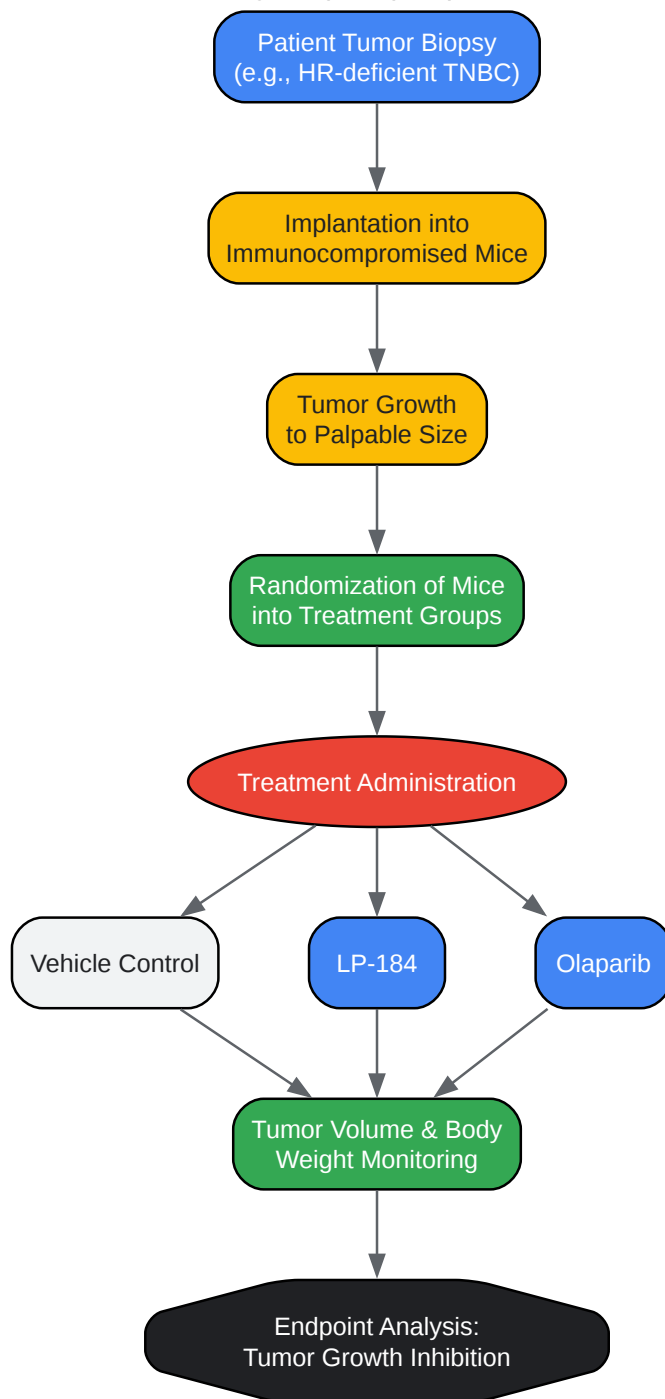 Patient Tumor Biopsy
(e.g., HR-deficient TNBC)
Implantation into
Immunocompromised Mice
Tumor Growth
to Palpable Size
Randomization of Mice
into Treatment Groups
Treatment Administration
Vehicle Control
LP-184
Olaparib
Tumor Volume & Body
Weight Monitoring
Endpoint Analysis:
Tumor Growth Inhibition